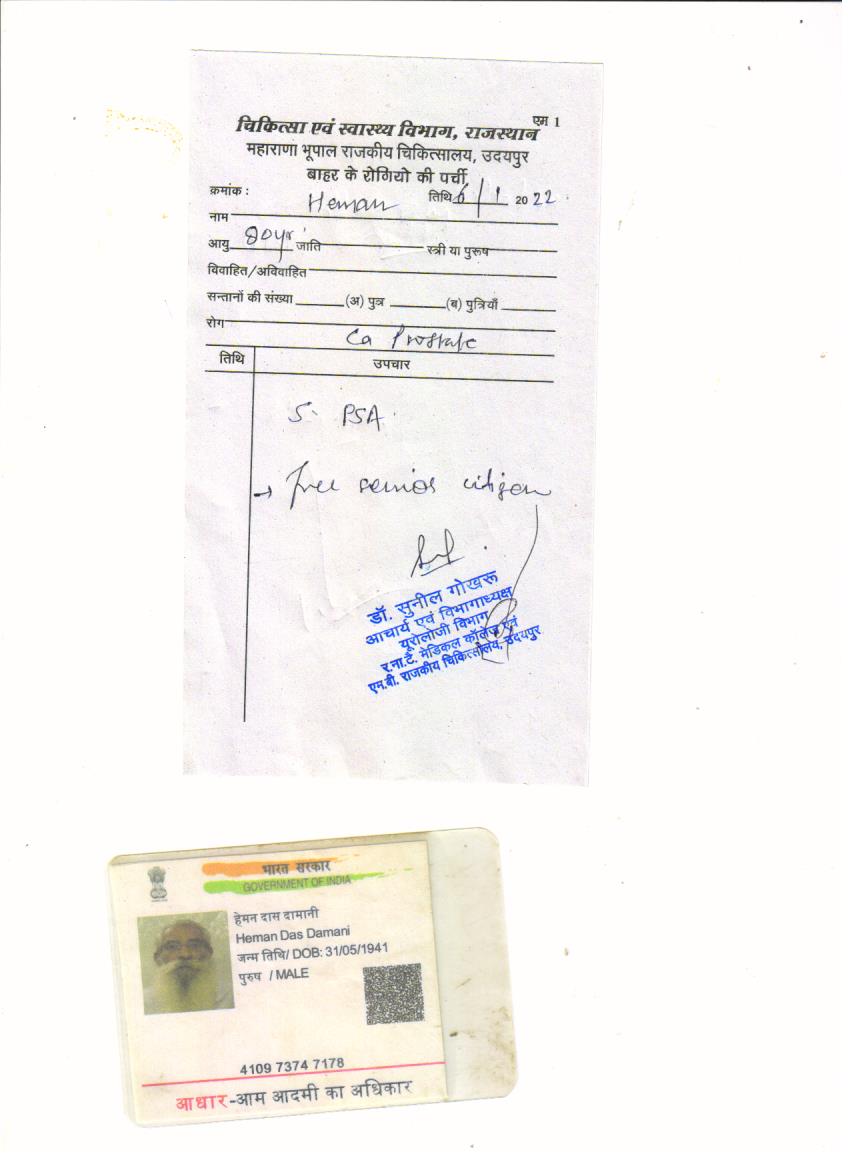 एम 1
चिकित्सा एवं स्वास्थ्य विभाग, राजस्थान
महाराणा भूपाल राजकीय चिकित्सालय, उदयपुर
बाहर के रोगियो की पर्ची
क्रमांक : तिथि 6/1 2022
नाम Heman
आयु 80yr जाति स्त्री या पुरूष
विवाहित/अविवाहित
सन्तानों की संख्या (अ) पुत्र (ब) पुत्रियाँ
रोग Ca Prostate
तिथि उपचार
S. PSA.
→ free senior citizen
डॉ. सुनील गोखरू
आचार्य एवं विभागाध्यक्ष
यूरोलोजी विभाग
र.ना.टै. मेडिकल कॉलेज एवं
एम.बी. राजकीय चिकित्सालय, उदयपुर
भारत सरकार
GOVERNMENT OF INDIA
हेमन दास दामानी
Heman Das Damani
जन्म तिथि/ DOB: 31/05/1941
पुरुष / MALE
4109 7374 7178
आधार-आम आदमी का अधिकार